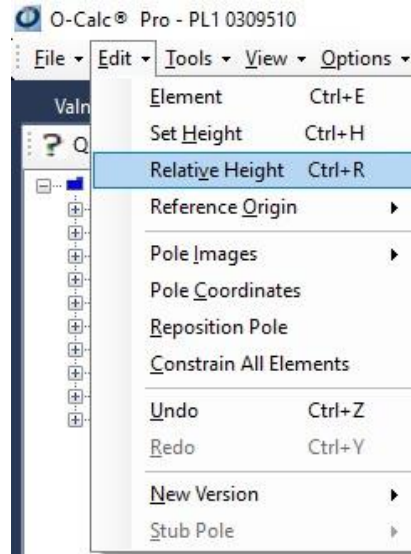 O-Calc® Pro - PL1 0309510
File Edit Tools View Options
Valn
? Q
Element Ctrl+E
Set Height Ctrl+H
Relative Height Ctrl+R
Reference Origin
Pole Images
Pole Coordinates
Reposition Pole
Constrain All Elements
Undo Ctrl+Z
Redo Ctrl+Y
New Version
Stub Pole